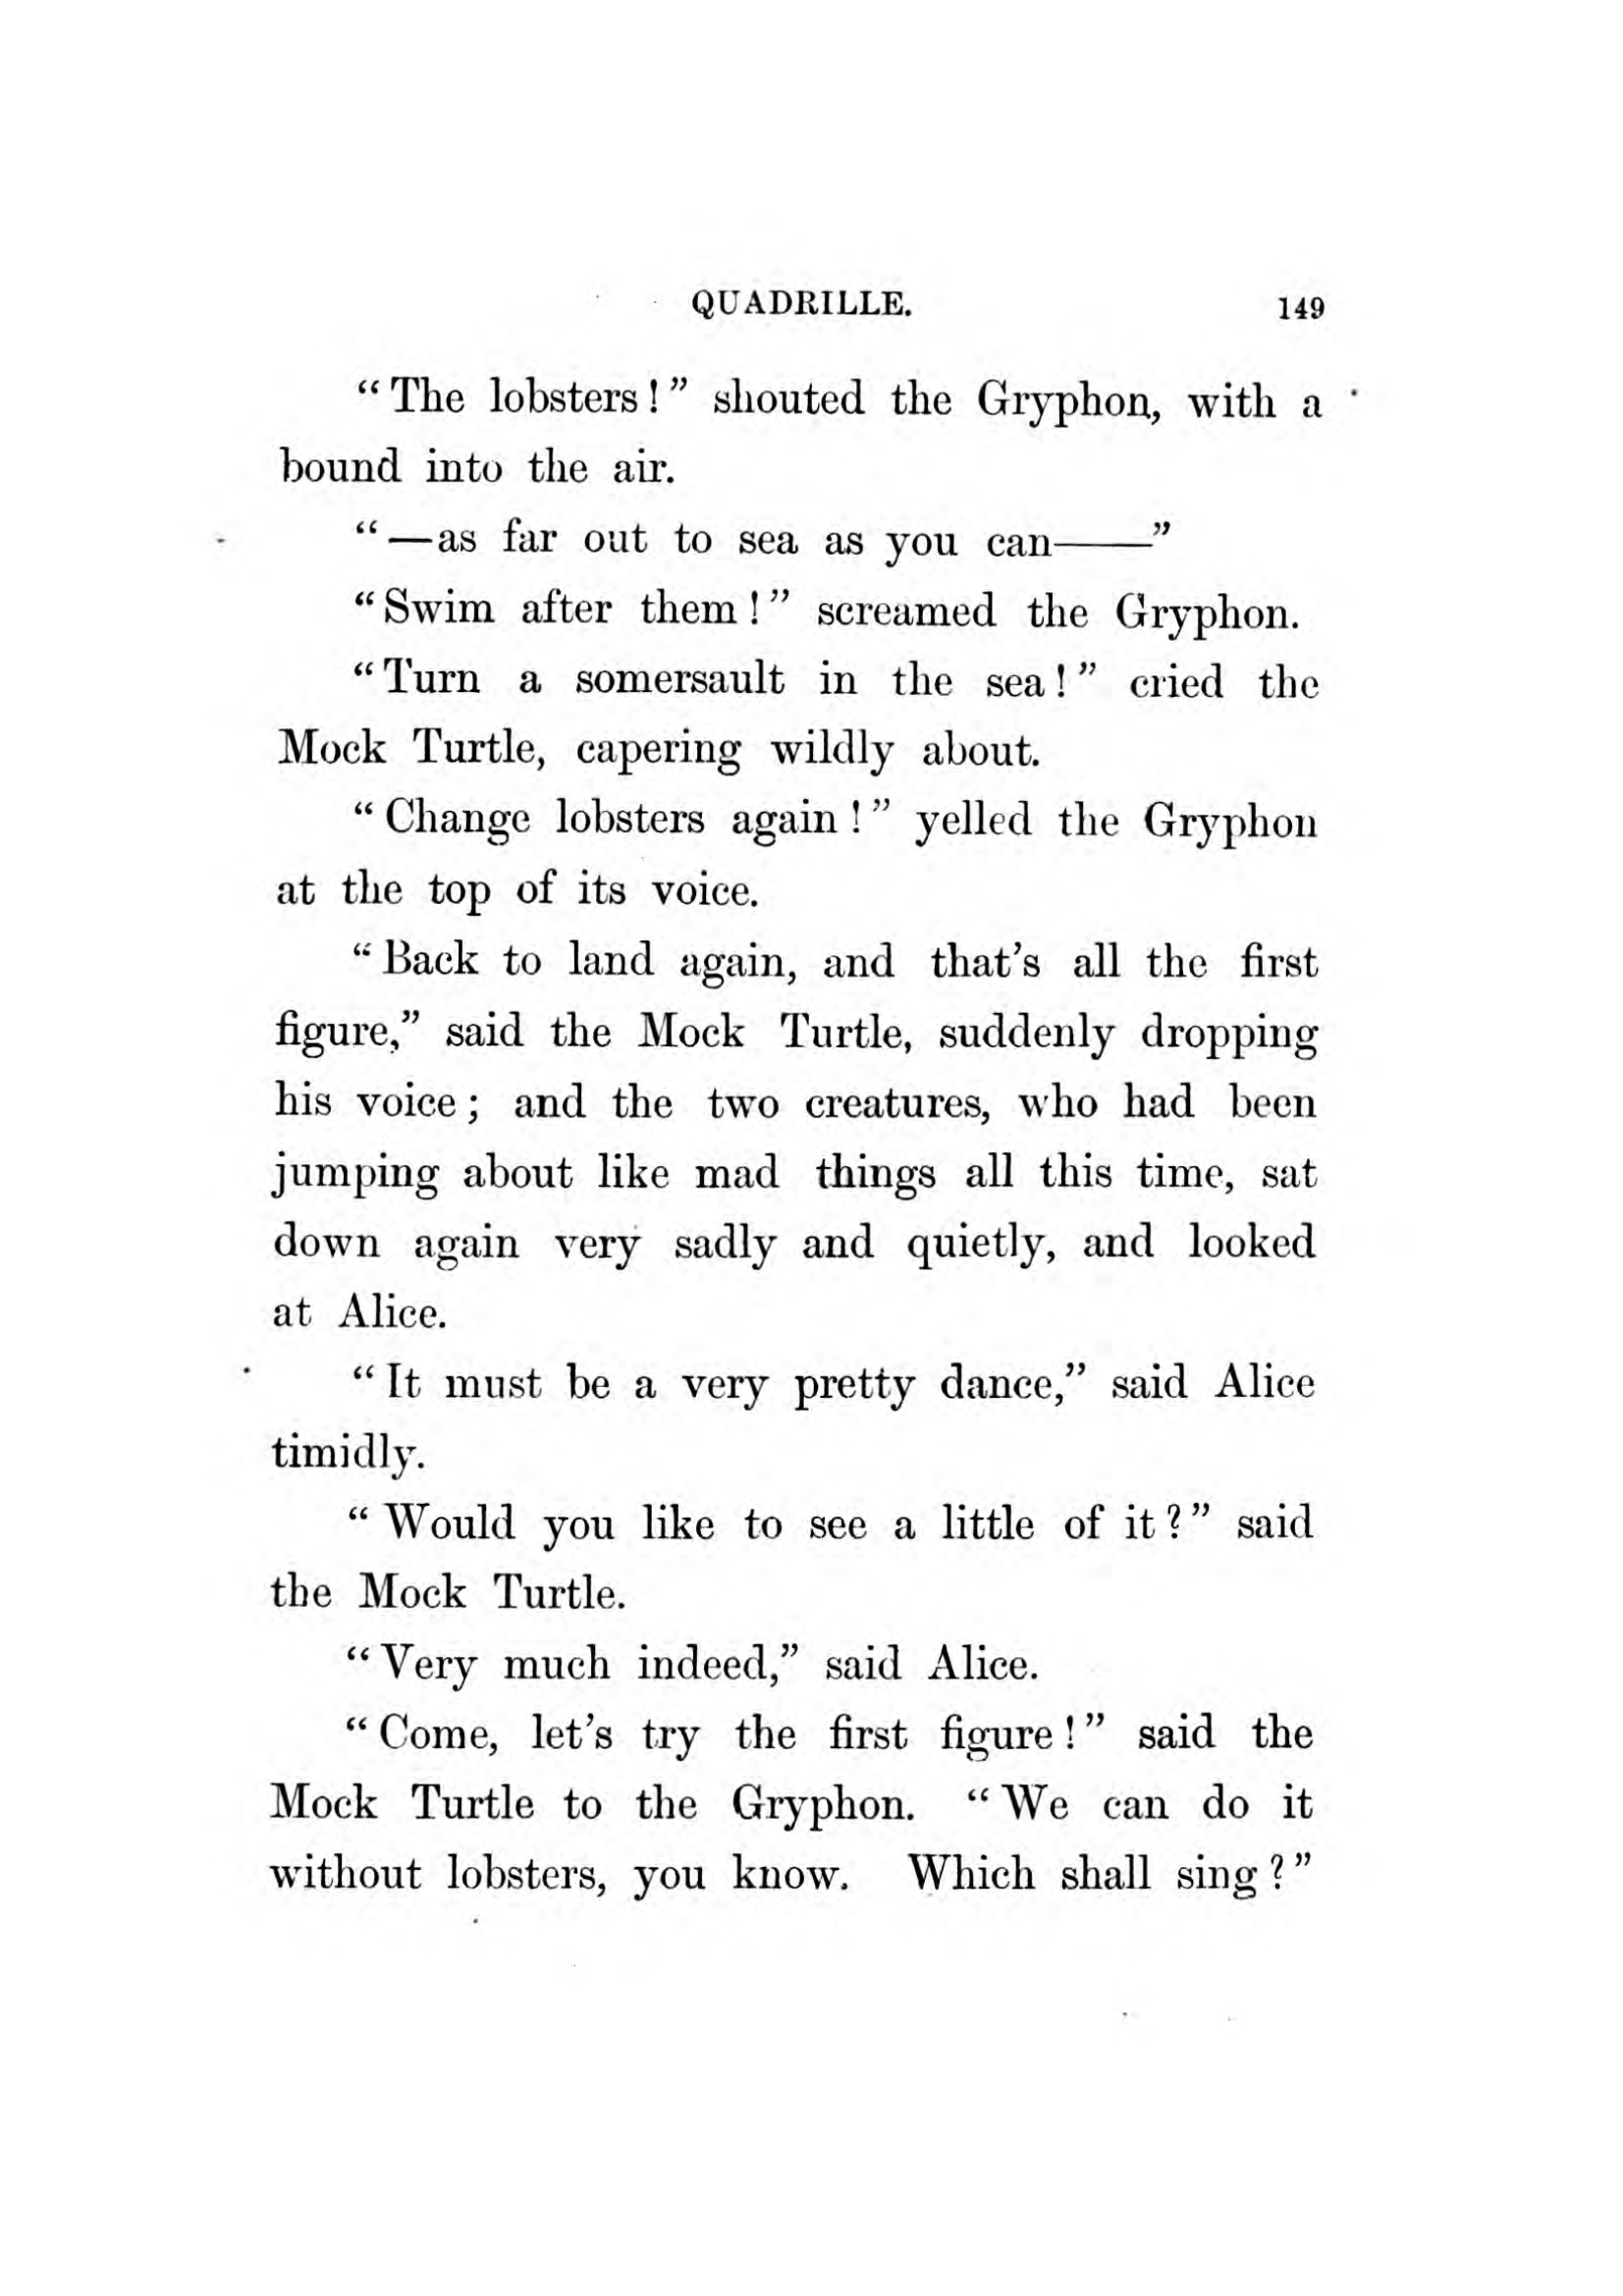 QUADRILLE. 149
“The lobsters!” shouted the Gryphon, with a
bound into the air.
“—as far out to sea as you can——”
“Swim after them!” screamed the Gryphon.
“Turn a somersault in the sea!” cried the
Mock Turtle, capering wildly about.
“Change lobsters again!” yelled the Gryphon
at the top of its voice.
“Back to land again, and that’s all the first
figure,” said the Mock Turtle, suddenly dropping
his voice; and the two creatures, who had been
jumping about like mad things all this time, sat
down again very sadly and quietly, and looked
at Alice.
“It must be a very pretty dance,” said Alice
timidly.
“Would you like to see a little of it?” said
the Mock Turtle.
“Very much indeed,” said Alice.
“Come, let’s try the first figure!” said the
Mock Turtle to the Gryphon. “We can do it
without lobsters, you know. Which shall sing?”